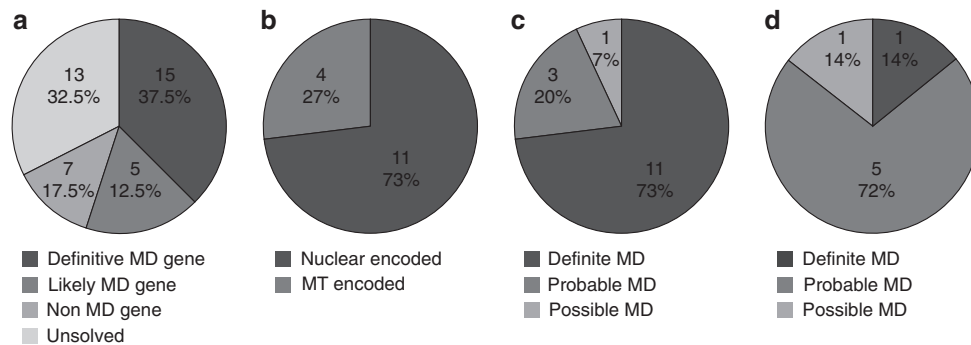 a
13
32.5%
15
37.5%
7
17.5%
5
12.5%
Definitive MD gene
Likely MD gene
Non MD gene
Unsolved
b
4
27%
11
73%
Nuclear encoded
MT encoded
c
1
7%
3
20%
11
73%
Definite MD
Probable MD
Possible MD
d
1
14%
1
14%
5
72%
Definite MD
Probable MD
Possible MD